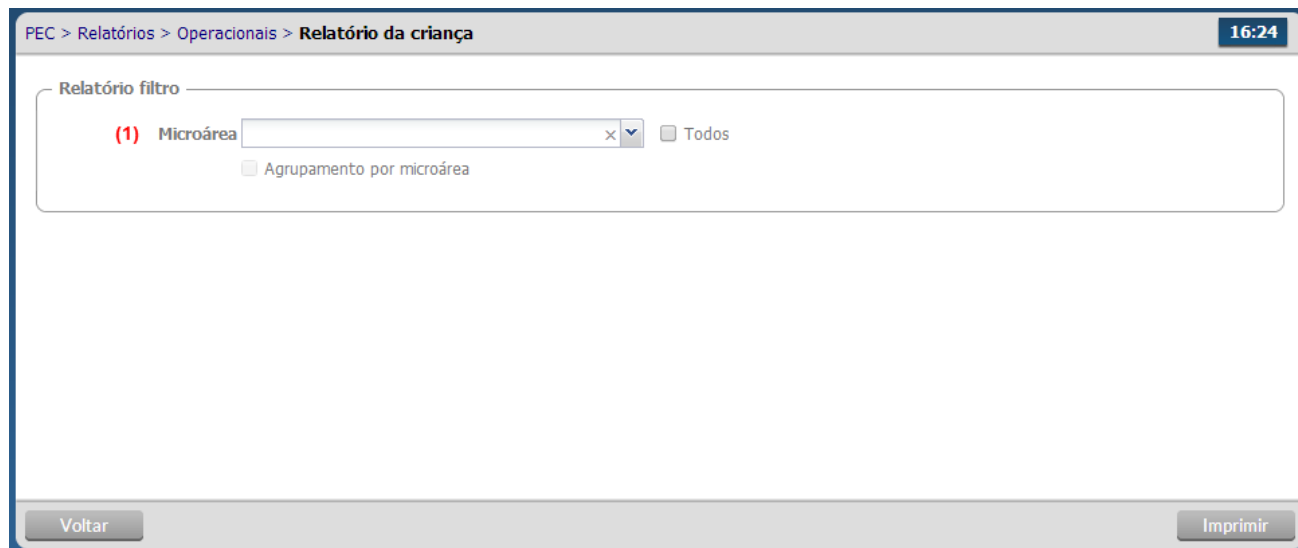 PEC > Relatórios > Operacionais > Relatório da criança 16:24
Relatório filtro
(1) Microárea Todos
Agrupamento por microárea
Voltar Imprimir